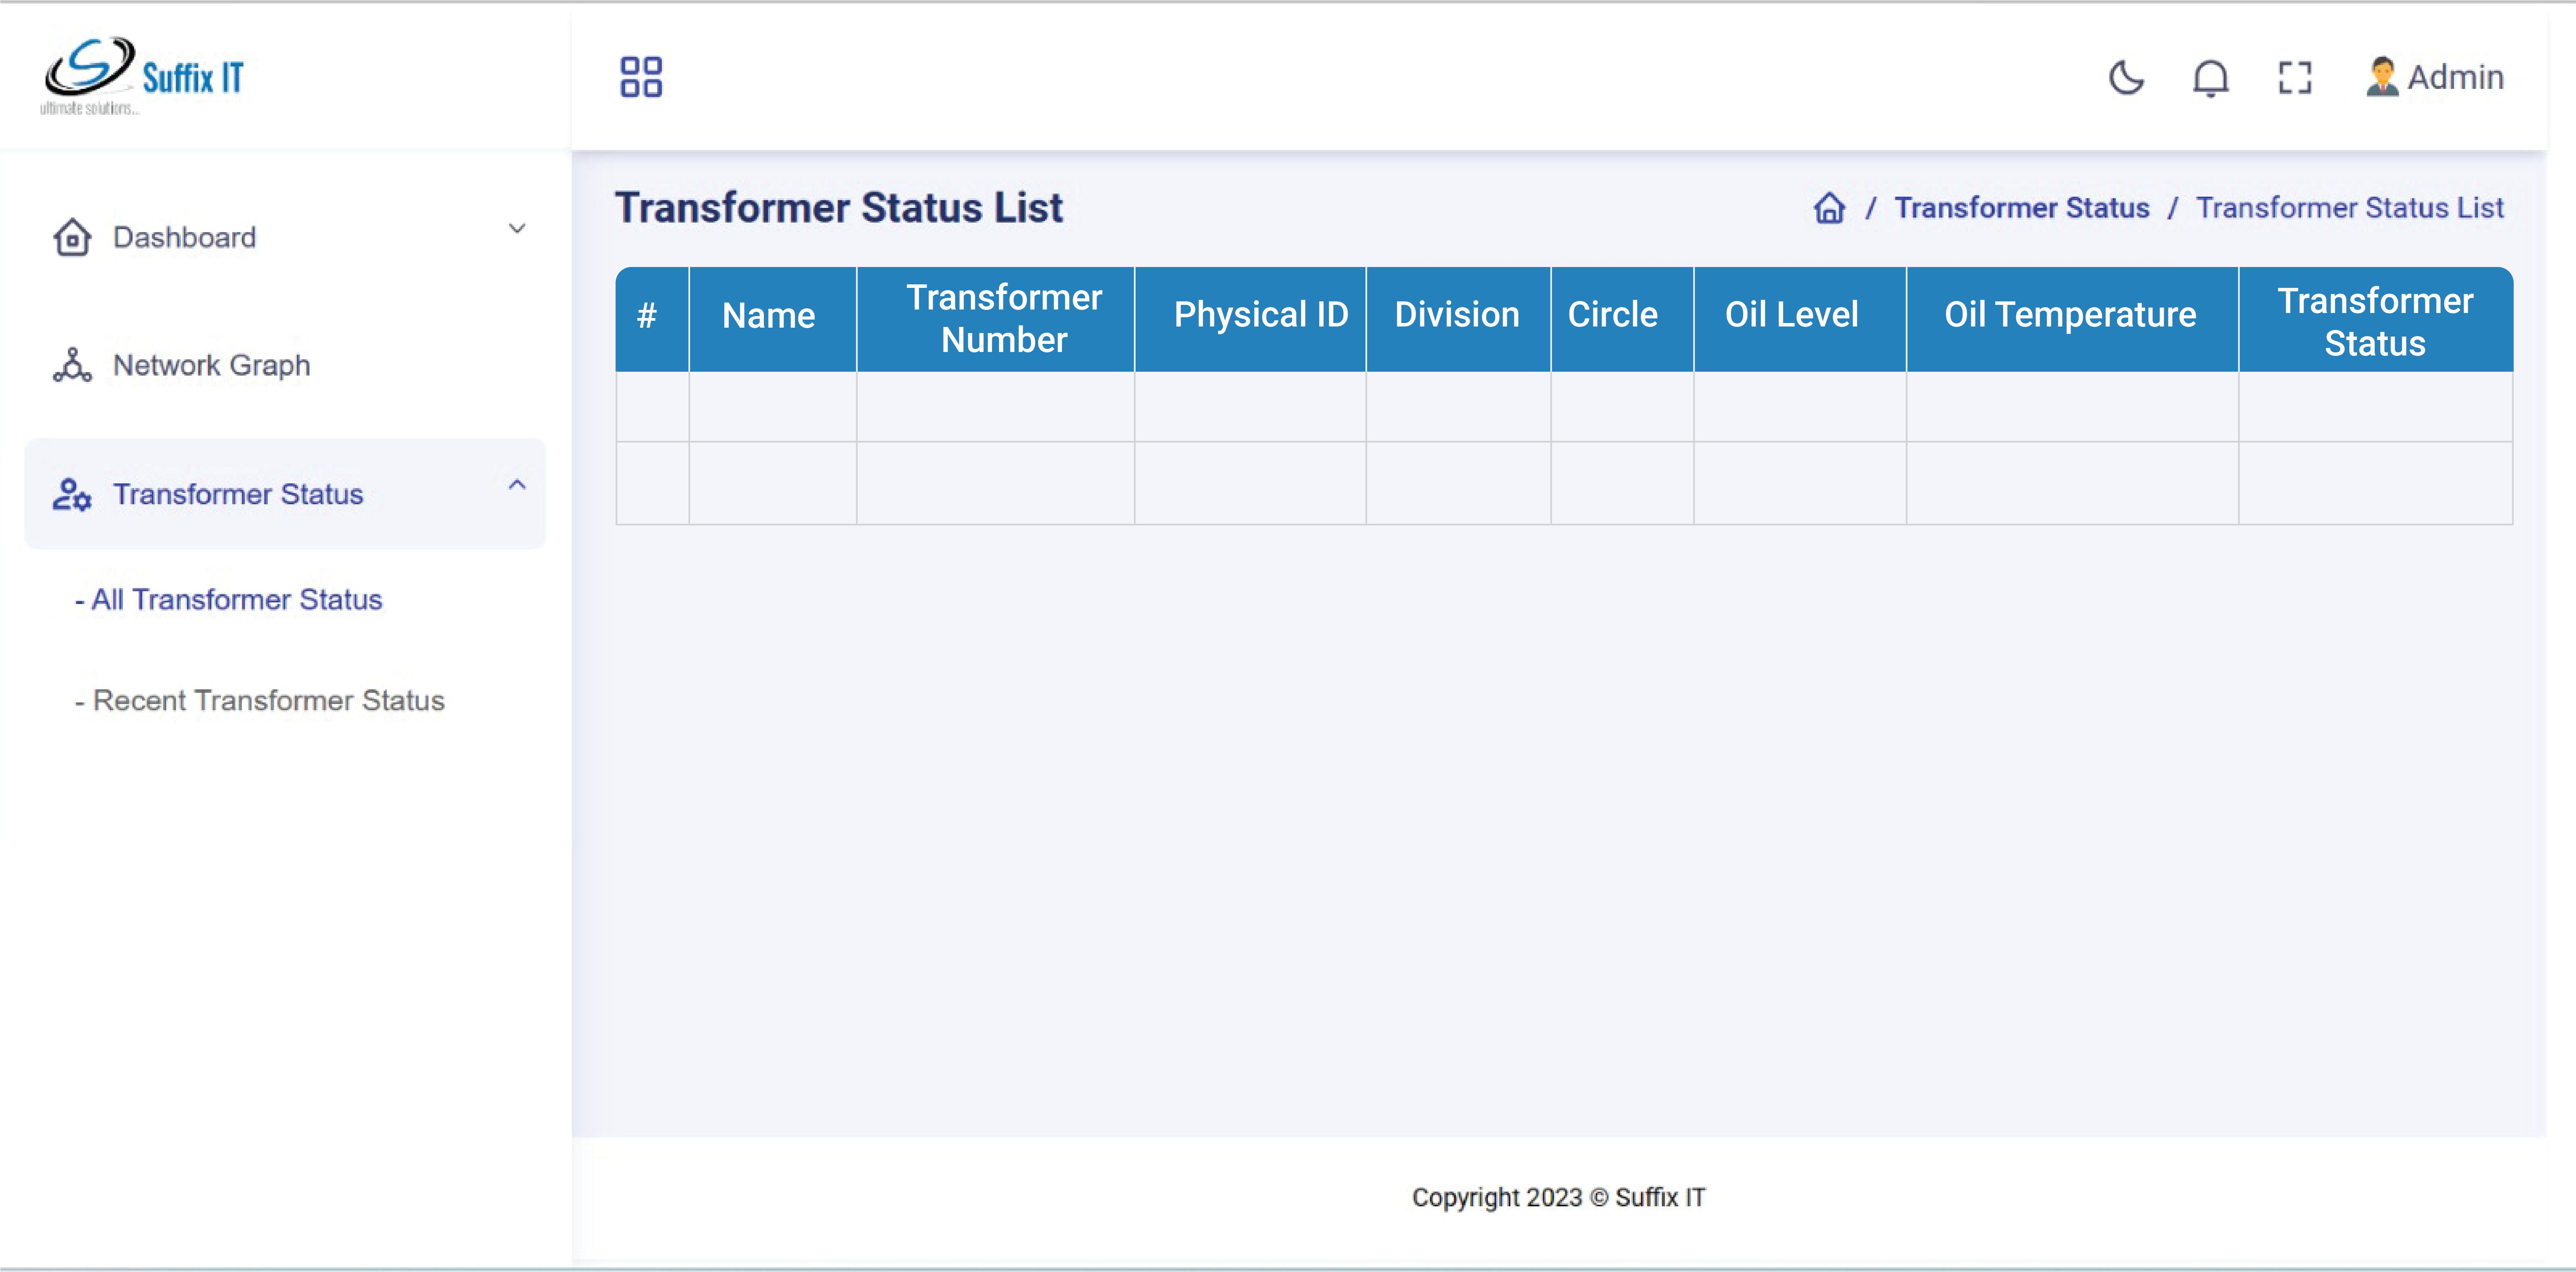 Suffix IT
ultimate solutions...
Admin
Dashboard
Network Graph
Transformer Status
- All Transformer Status
- Recent Transformer Status
Transformer Status List
/ Transformer Status / Transformer Status List
#
Name
Transformer
Number
Physical ID
Division
Circle
Oil Level
Oil Temperature
Transformer
Status
Copyright 2023 © Suffix IT